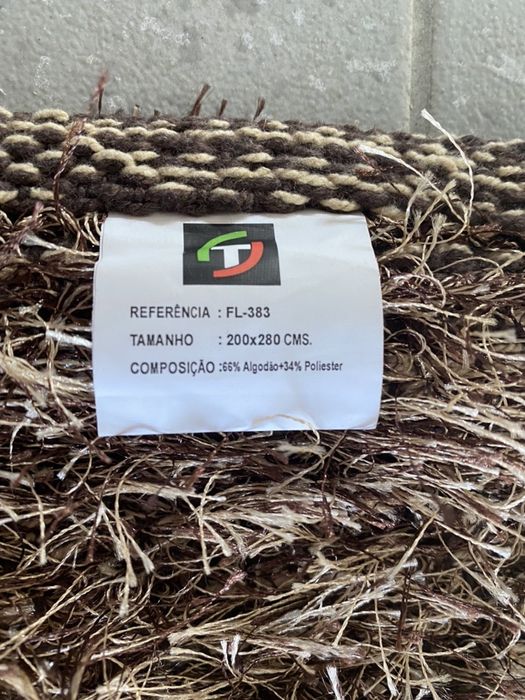 T
REFERÊNCIA : FL-383
TAMANHO : 200x280 CMS.
COMPOSIÇÃO :66% Algodão+34% Poliester